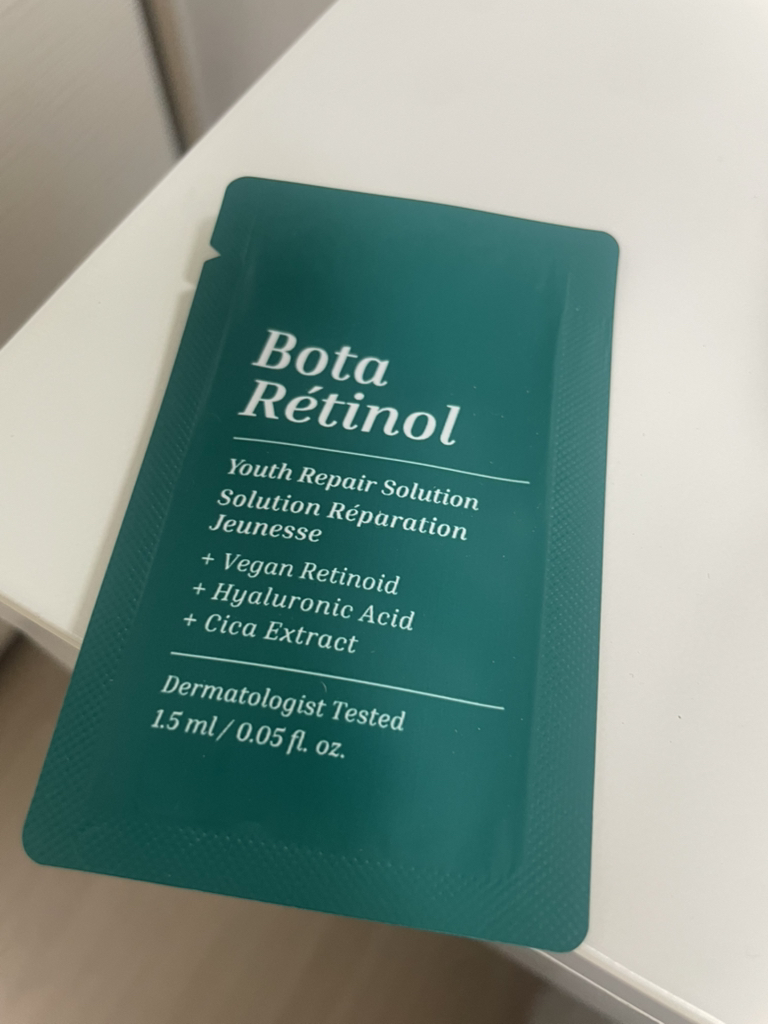 Bota
Rétinol
Youth Repair Solution
Solution Réparation
Jeunesse
+ Vegan Retinoid
+ Hyaluronic Acid
+ Cica Extract
Dermatologist Tested
1.5 ml / 0.05 fl. oz.